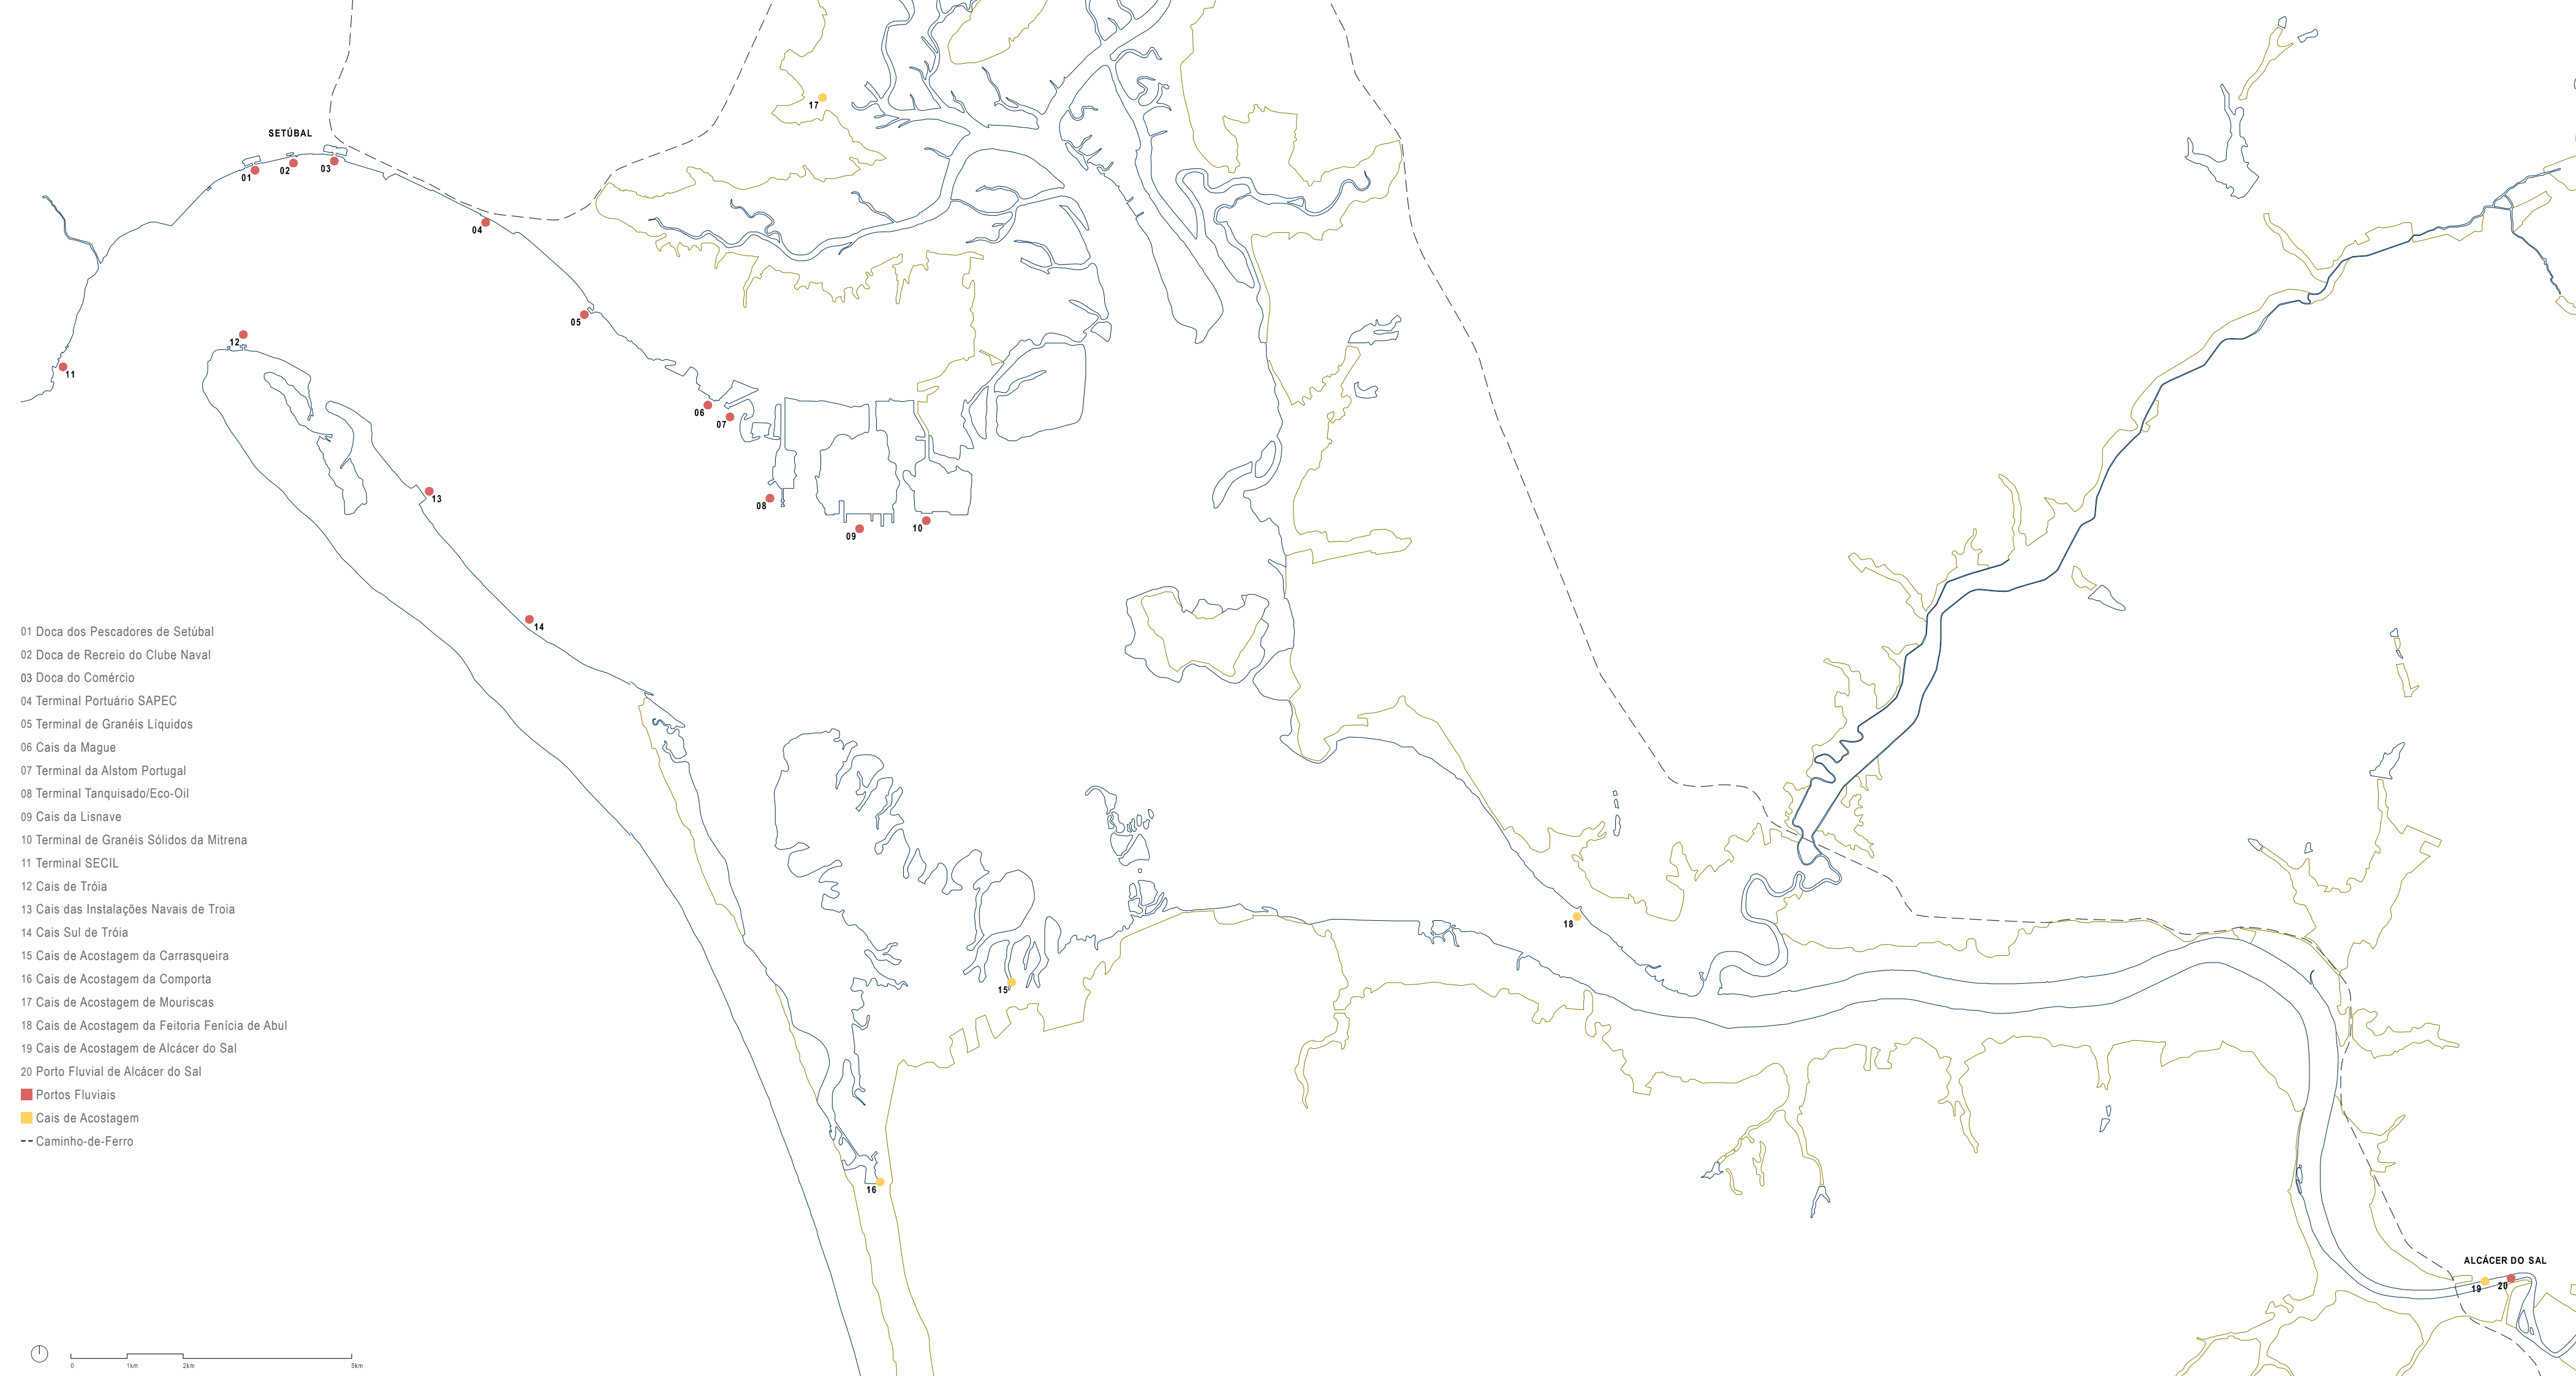 17
SETÚBAL
01
02
03
04
05
12
11
06
07
13
08
09
10
14
18
15
16
ALCÁCER DO SAL
19
20
01 Doca dos Pescadores de Setúbal
02 Doca de Recreio do Clube Naval
03 Doca do Comércio
04 Terminal Portuário SAPEC
05 Terminal de Granéis Líquidos
06 Cais da Mague
07 Terminal da Alstom Portugal
08 Terminal Tanquisado/Eco-Oil
09 Cais da Lisnave
10 Terminal de Granéis Sólidos da Mitrena
11 Terminal SECIL
12 Cais de Tróia
13 Cais das Instalações Navais de Troia
14 Cais Sul de Tróia
15 Cais de Acostagem da Carrasqueira
16 Cais de Acostagem da Comporta
17 Cais de Acostagem de Mouriscas
18 Cais de Acostagem da Feitoria Fenícia de Abul
19 Cais de Acostagem de Alcácer do Sal
20 Porto Fluvial de Alcácer do Sal
Portos Fluviais
Cais de Acostagem
Caminho-de-Ferro
0 1km 2km 5km